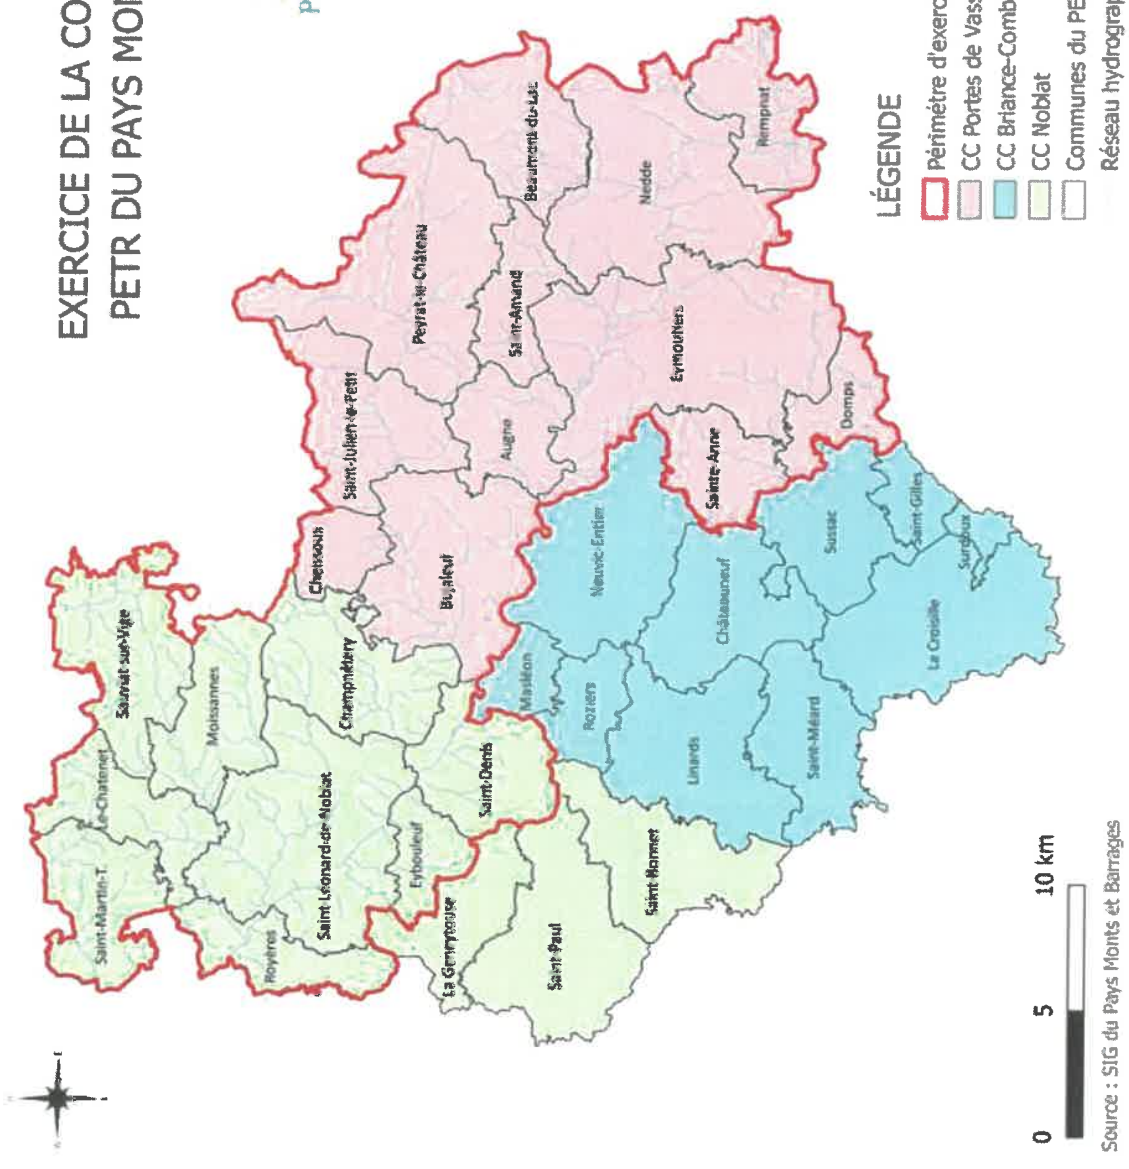 EXERCICE DE LA CO
PETR DU PAYS MON
P
Sauviat-sur-Vige
Le-Chatenet
Saint-Martin-T.
Moissannes
Cheissoux
Saint-Julien-le-Petit
Champnétery
Saint-Léonard-de-Noblat
Royères
Eybouleuf
Bujaleuf
Peyrat-le-Château
Augne
Saint-Amand
Beaumont-du-Lac
Saint-Denis
La Geneytouse
Masléon
Neuvic-Entier
Nedde
Rempnat
Eymoutiers
Saint Paul
Roziers
Saint-Bonnet
Linards
Châteauneuf
Sainte-Anne
Domps
Saint-Méard
Sussac
Saint-Gilles
La Croisille
Surdoux
LÉGENDE
Périmétre d'exerc
CC Portes de Vass
CC Briance-Comb
CC Noblat
Communes du PE
Réseau hydrograp
0 5 10 km
Source : SIG du Pays Monts et Barrages